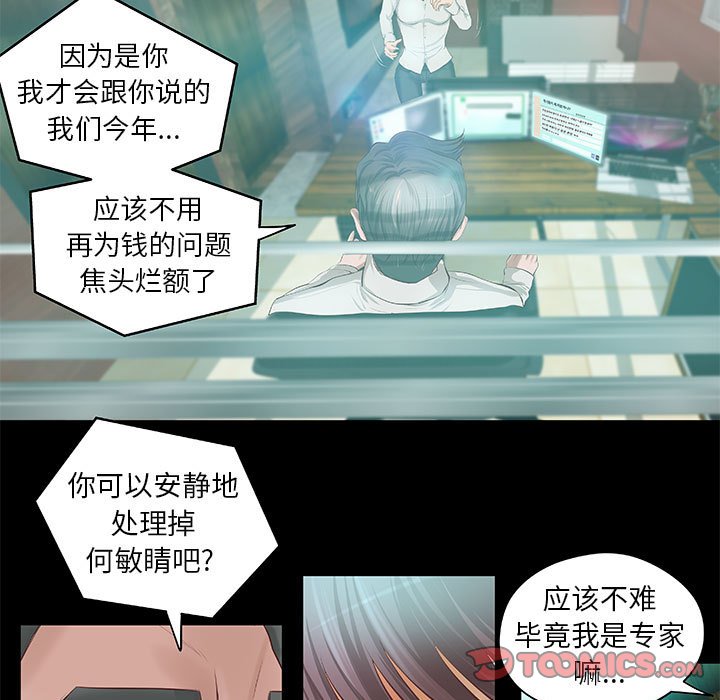 因为是你
我才会跟你说的
我们今年...
应该不用
再为钱的问题
焦头烂额了
你可以安静地
处理掉
何敏睛吧?
应该不难
毕竟我是专家
嘛...
TOOMICS.COM